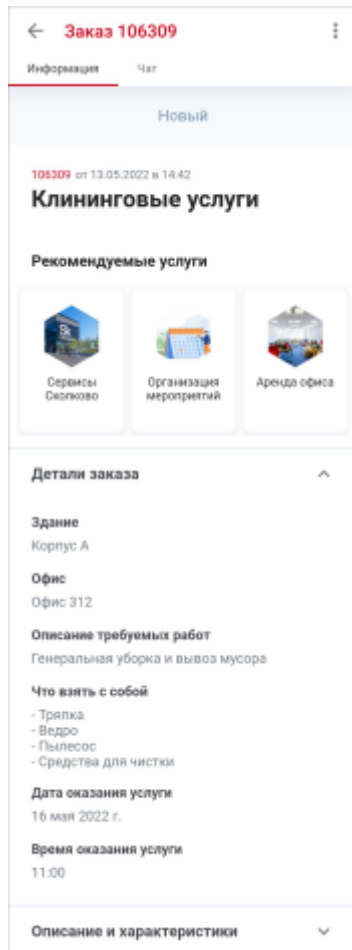 Заказ 106309
Информация Чат
Новый
106309 от 13.05.2022 в 14:42
Клининговые услуги
Рекомендуемые услуги
Сервисы Сколково
Организация мероприятий
Аренда офиса
Детали заказа
Здание
Корпус А
Офис
Офис 312
Описание требуемых работ
Генеральная уборка и вывоз мусора
Что взять с собой
- Тряпка
- Ведро
- Пылесос
- Средства для чистки
Дата оказания услуги
16 мая 2022 г.
Время оказания услуги
11:00
Описание и характеристики